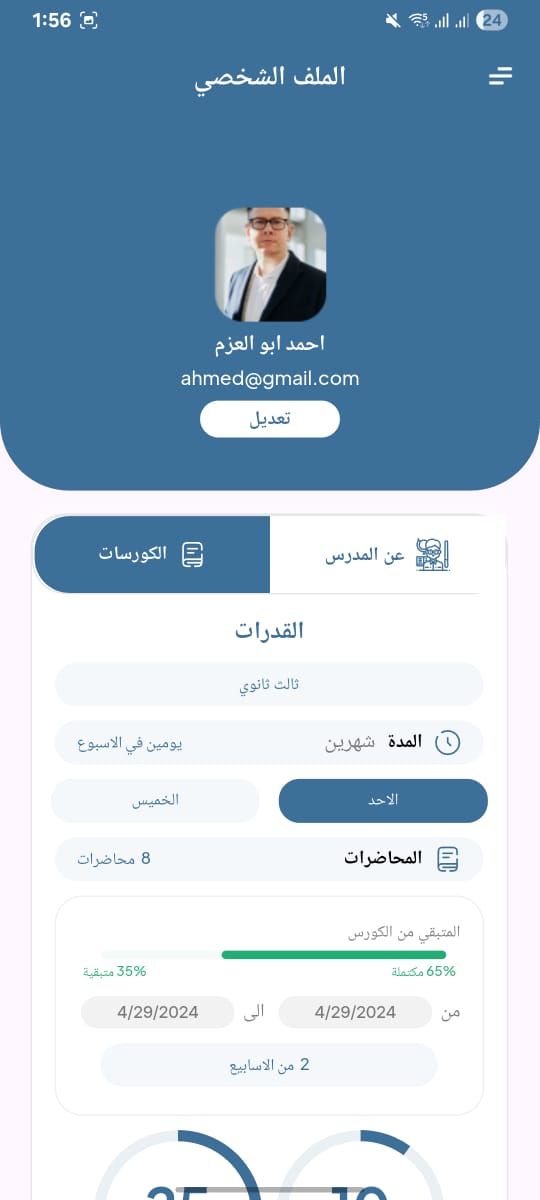 1:56
24
الملف الشخصي
احمد ابو العزم
ahmed@gmail.com
تعديل
عن المدرس
الكورسات
القدرات
ثالث ثانوي
المدة شهرين يومين في الاسبوع
الاحد الخميس
المحاضرات 8 محاضرات
المتبقي من الكورس
65% مكتملة 35% متبقية
من 4/29/2024 الى 4/29/2024
2 من الاسابيع